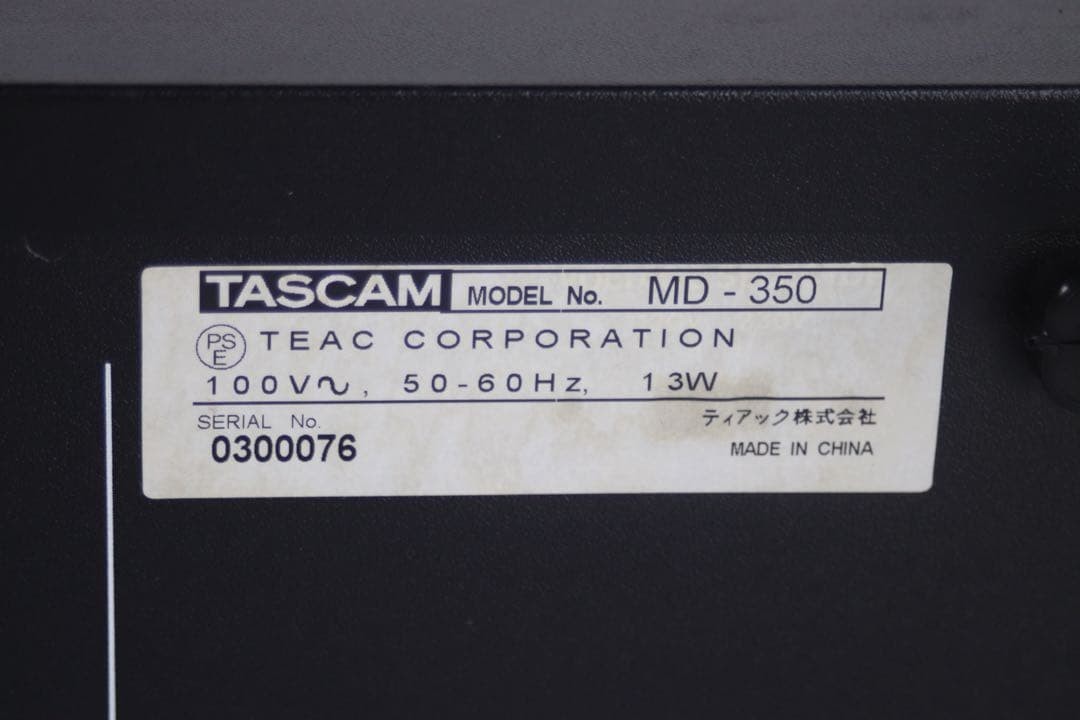 TASCAM MODEL No. MD - 350
PS E TEAC CORPORATION
100V∿, 50-60Hz, 13W
SERIAL No.
0300076
ティアック株式会社
MADE IN CHINA